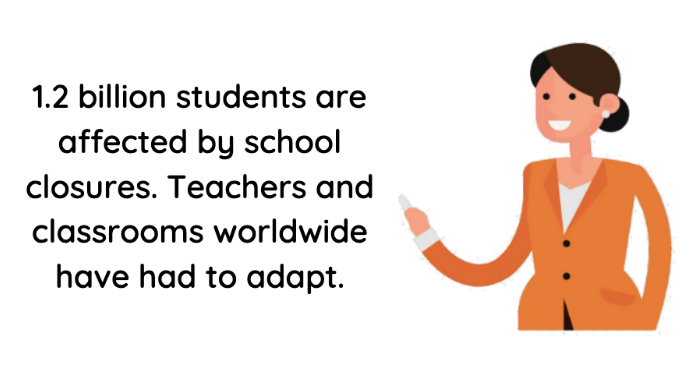 1.2 billion students are
affected by school
closures. Teachers and
classrooms worldwide
have had to adapt.